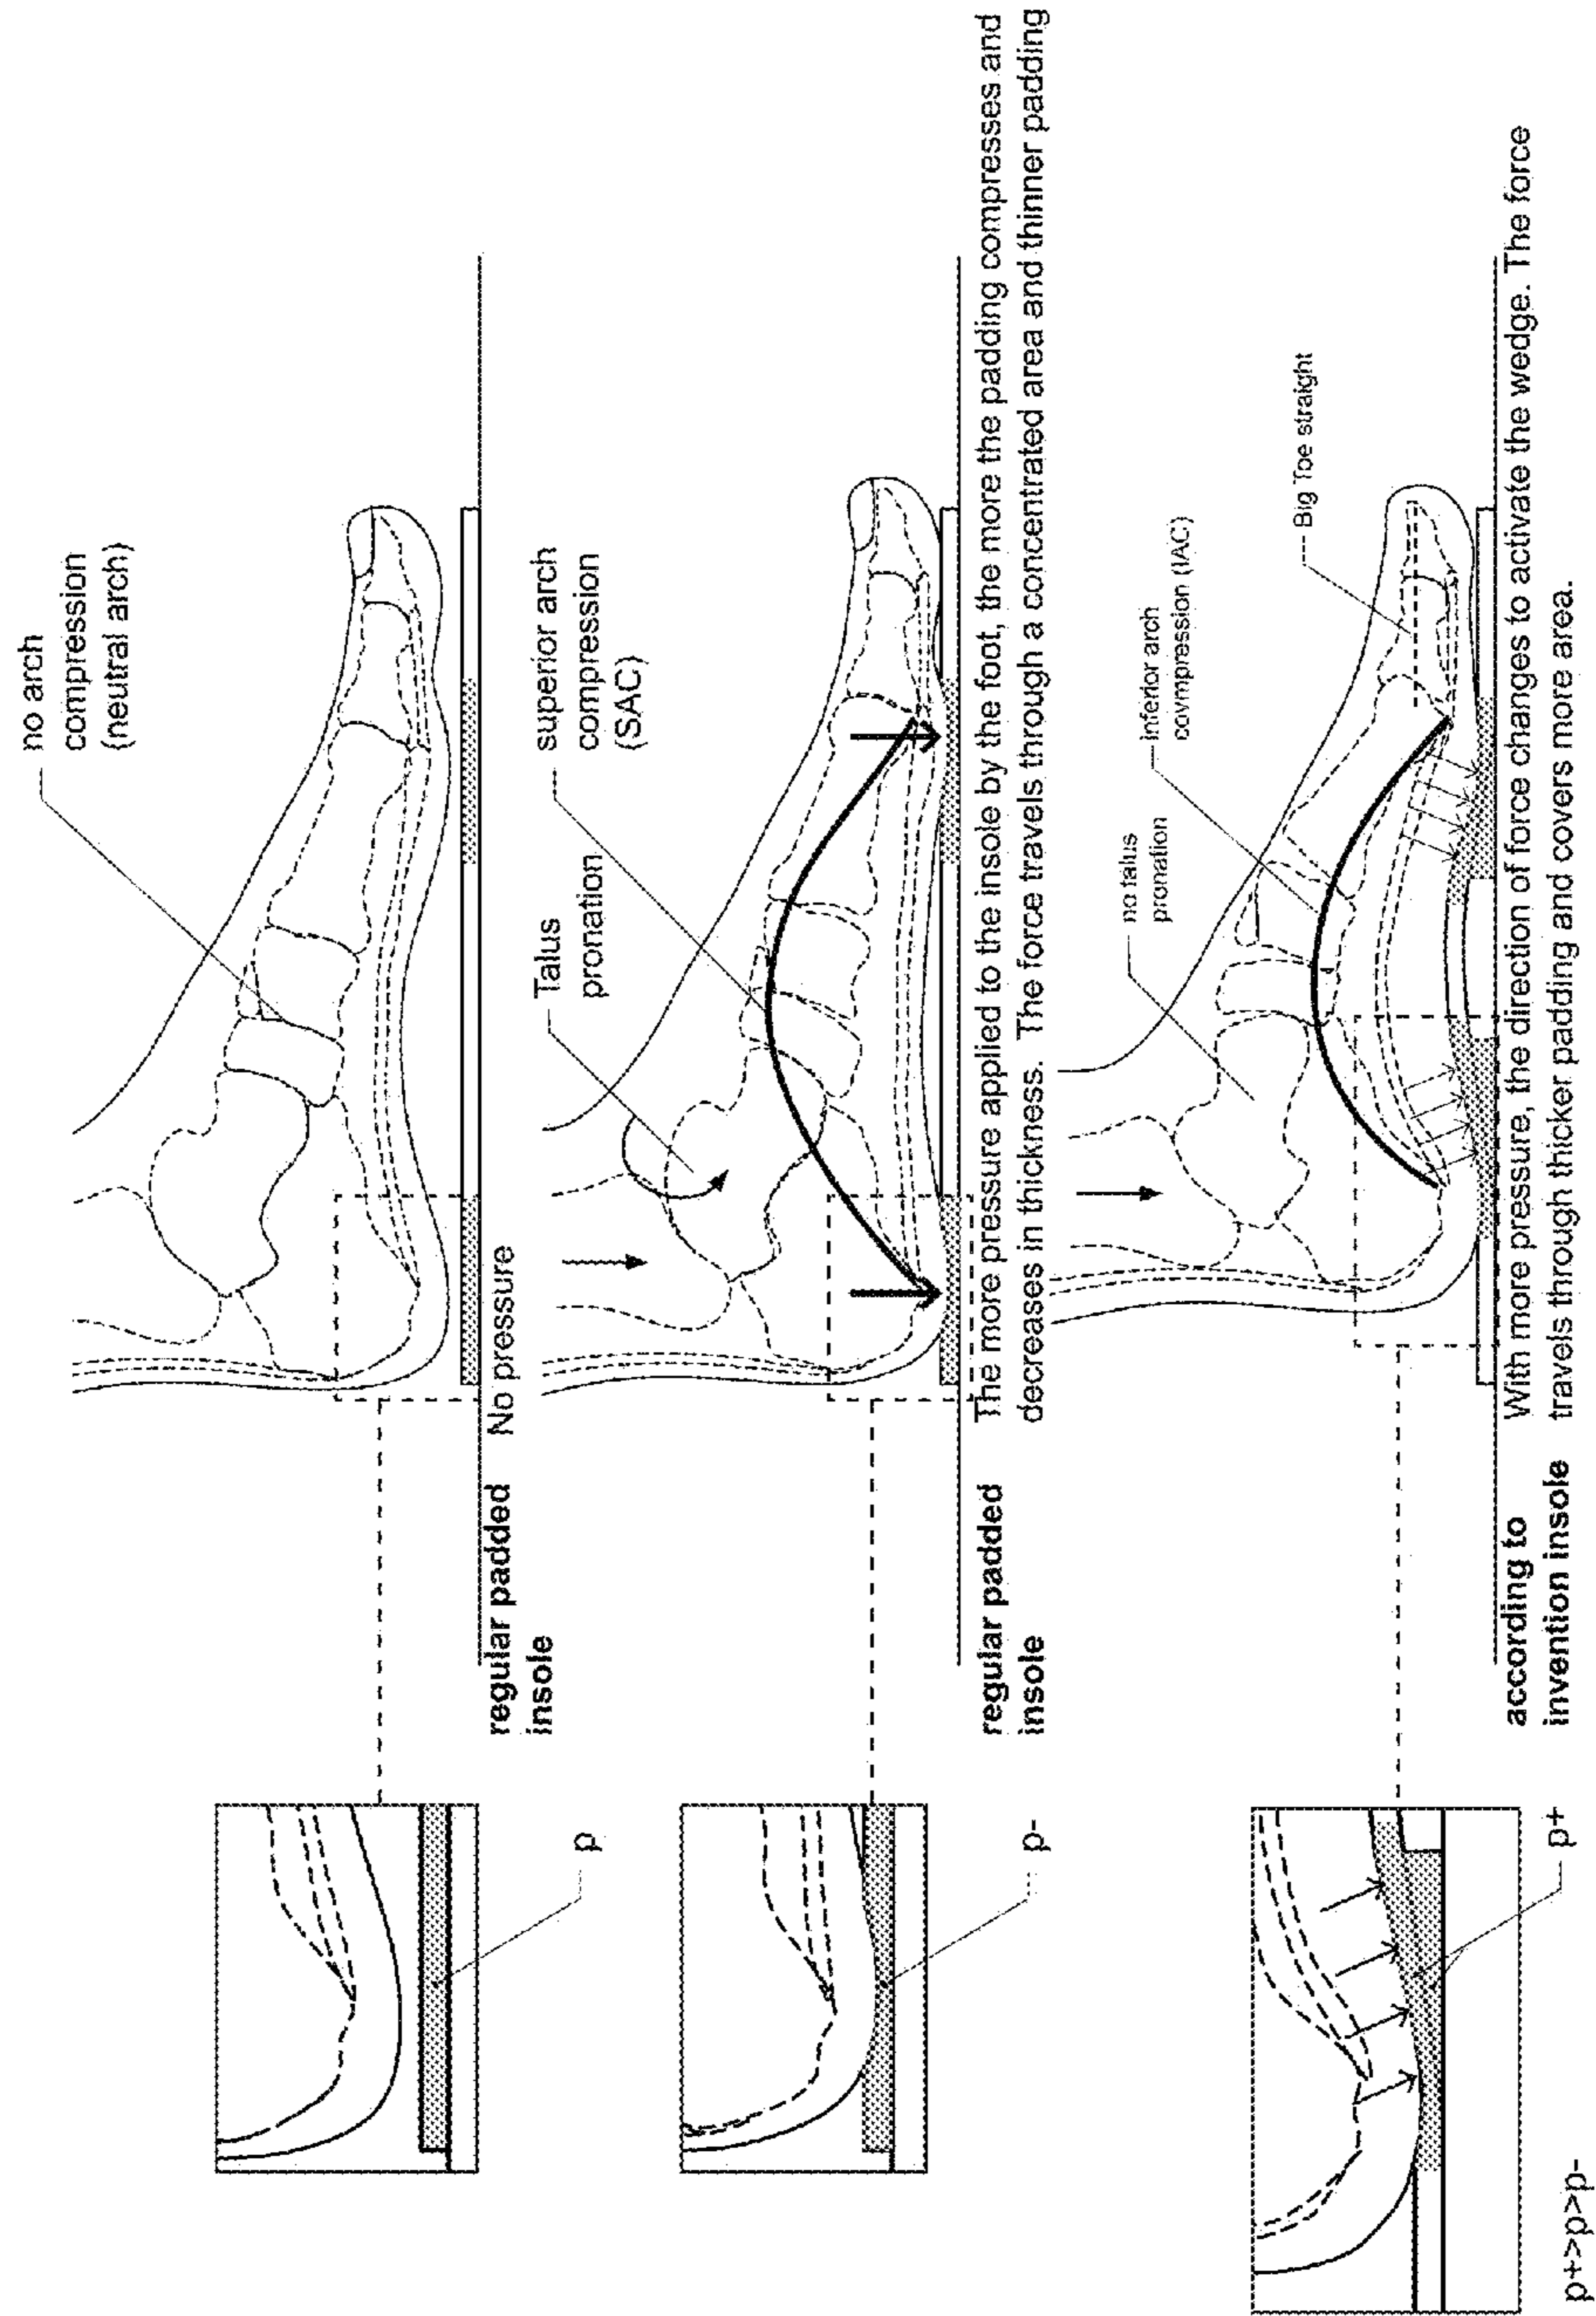 no arch
compression
(neutral arch)
p
regular padded
insole
No pressure
Talus
pronation
superior arch
compression
(SAC)
p-
regular padded
insole
The more pressure applied to the insole by the foot, the more the padding compresses and
decreases in thickness. The force travels through a concentrated area and thinner padding
no talus
pronation
inferior arch
covmpression (IAC)
Big Toe straight
p+
p+>p>p-
according to
invention insole
With more pressure, the direction of force changes to activate the wedge. The force
travels through thicker padding and covers more area.